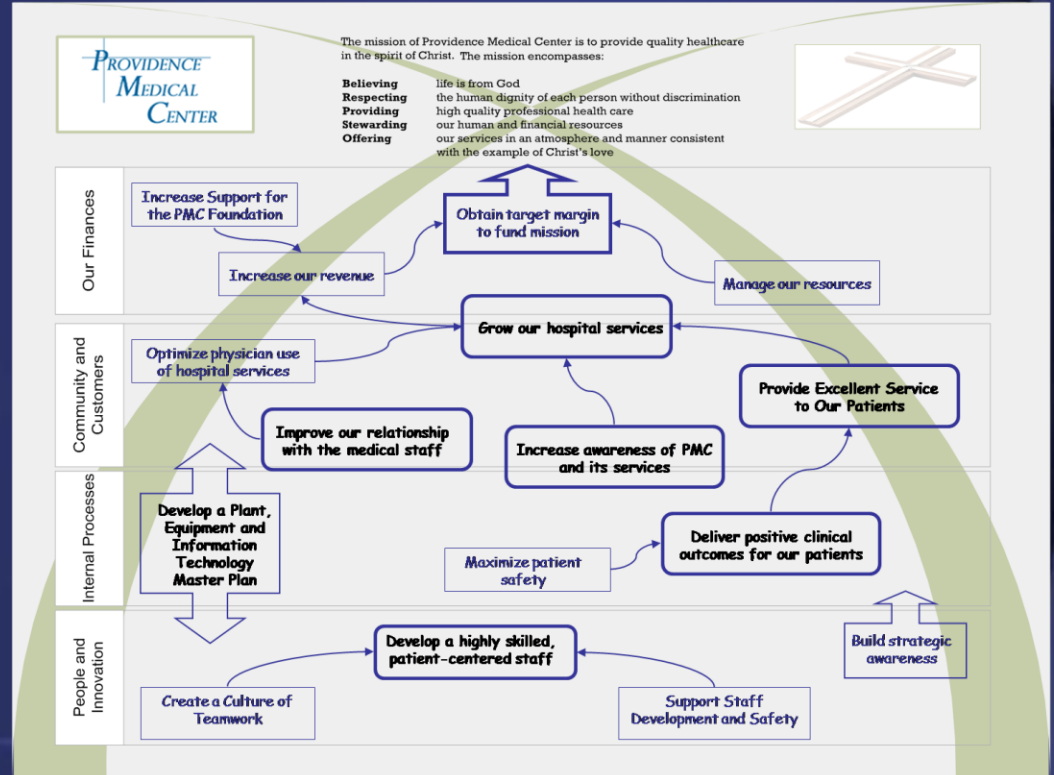 PROVIDENCE
MEDICAL
CENTER
The mission of Providence Medical Center is to provide quality healthcare
in the spirit of Christ. The mission encompasses:
Believing life is from God
Respecting the human dignity of each person without discrimination
Providing high quality professional health care
Stewarding our human and financial resources
Offering our services in an atmosphere and manner consistent
with the example of Christ's love
Our Finances
Increase Support for
the PMC Foundation
Obtain target margin
to fund mission
Increase our revenue
Manage our resources
Community and
Customers
Grow our hospital services
Optimize physician use
of hospital services
Provide Excellent Service
to Our Patients
Improve our relationship
with the medical staff
Increase awareness of PMC
and its services
Internal Processes
Develop a Plant,
Equipment and
Information
Technology
Master Plan
Deliver positive clinical
outcomes for our patients
Maximize patient
safety
People and
Innovation
Develop a highly skilled,
patient-centered staff
Build strategic
awareness
Create a Culture of
Teamwork
Support Staff
Development and Safety